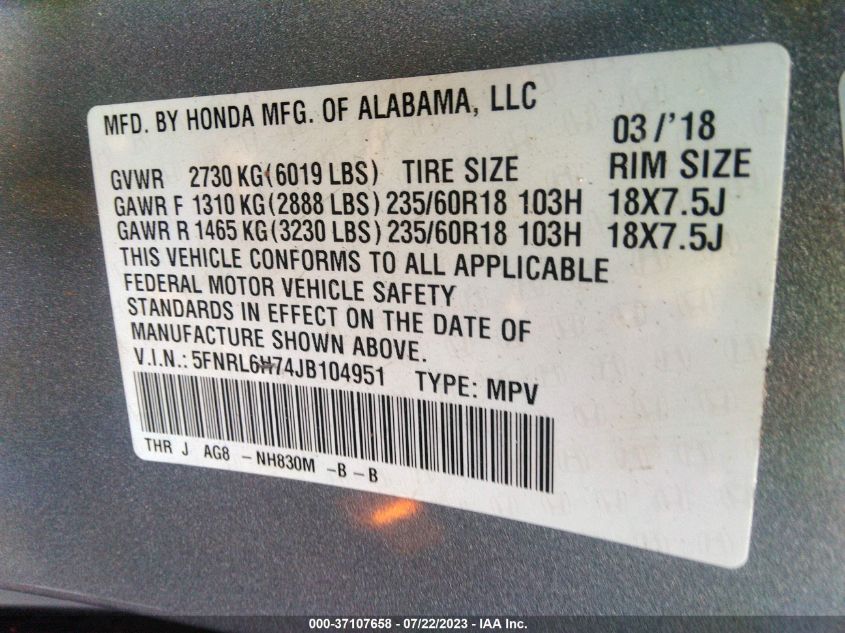 MFD. BY HONDA MFG. OF ALABAMA, LLC
03/'18
GVWR 2730 KG(6019 LBS) TIRE SIZE RIM SIZE
GAWR F 1310 KG(2888 LBS) 235/60R18 103H 18X7.5J
GAWR R 1465 KG(3230 LBS) 235/60R18 103H 18X7.5J
THIS VEHICLE CONFORMS TO ALL APPLICABLE
FEDERAL MOTOR VEHICLE SAFETY
STANDARDS IN EFFECT ON THE DATE OF
MANUFACTURE SHOWN ABOVE.
V.I.N.: 5FNRL6H74JB104951 TYPE: MPV
THR J AG8 -NH830M -B-B
000-37107658 / 07/22/2023 - IAA Inc.